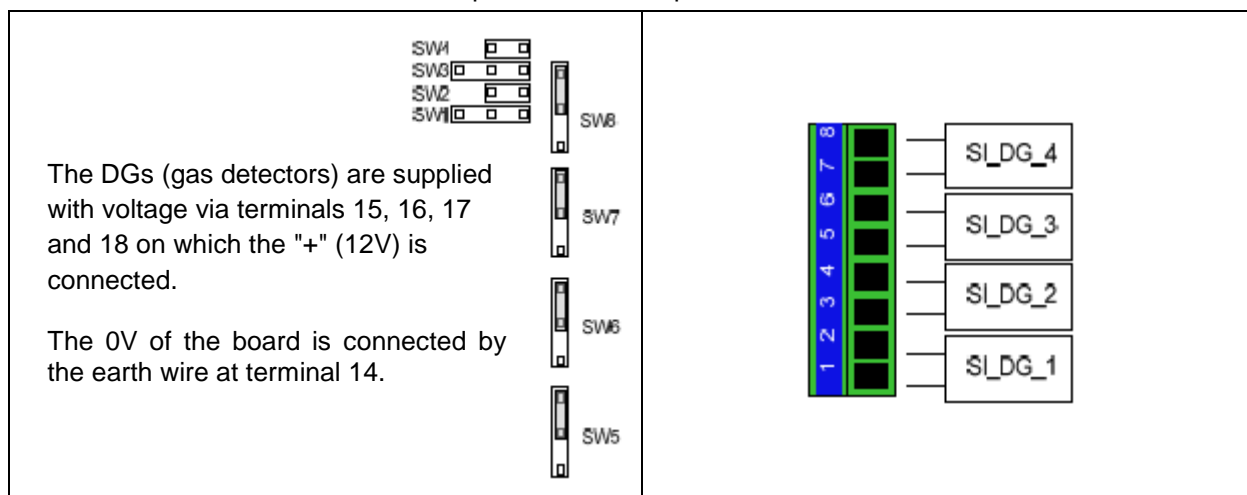 SW4
SW3
SW2
SW1
SW8
The DGs (gas detectors) are supplied
with voltage via terminals 15, 16, 17
and 18 on which the "+" (12V) is
connected.
SW7
The 0V of the board is connected by
the earth wire at terminal 14.
SW6
SW5
8
7
6
5
4
3
2
1
SI_DG_4
SI_DG_3
SI_DG_2
SI_DG_1